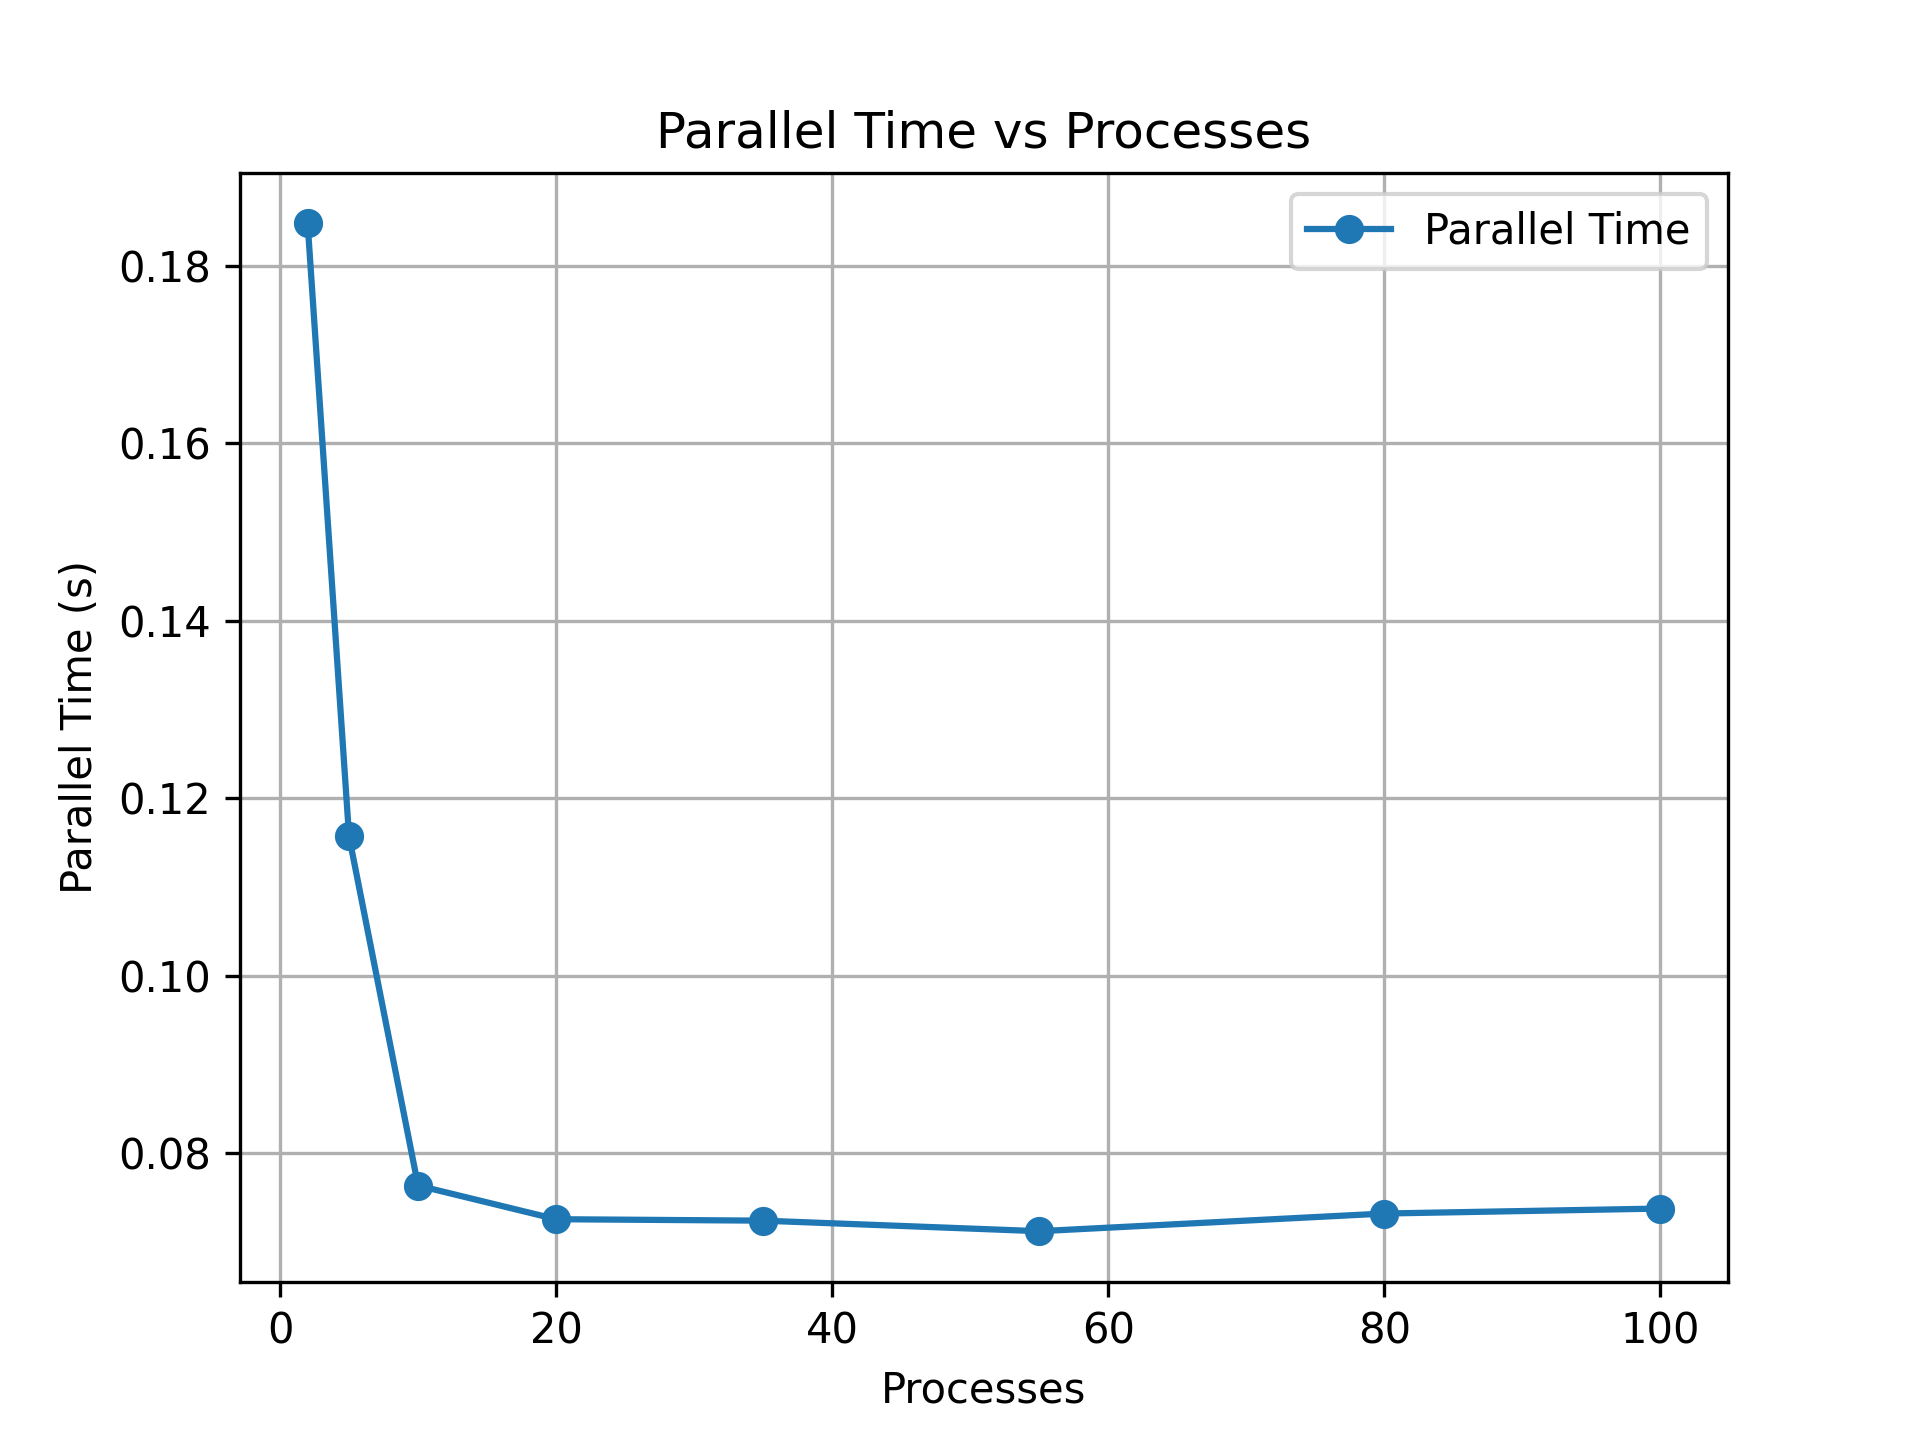 Parallel Time vs Processes
Parallel Time
0.18
0.16
0.14
0.12
0.10
0.08
Parallel Time (s)
0 20 40 60 80 100
Processes